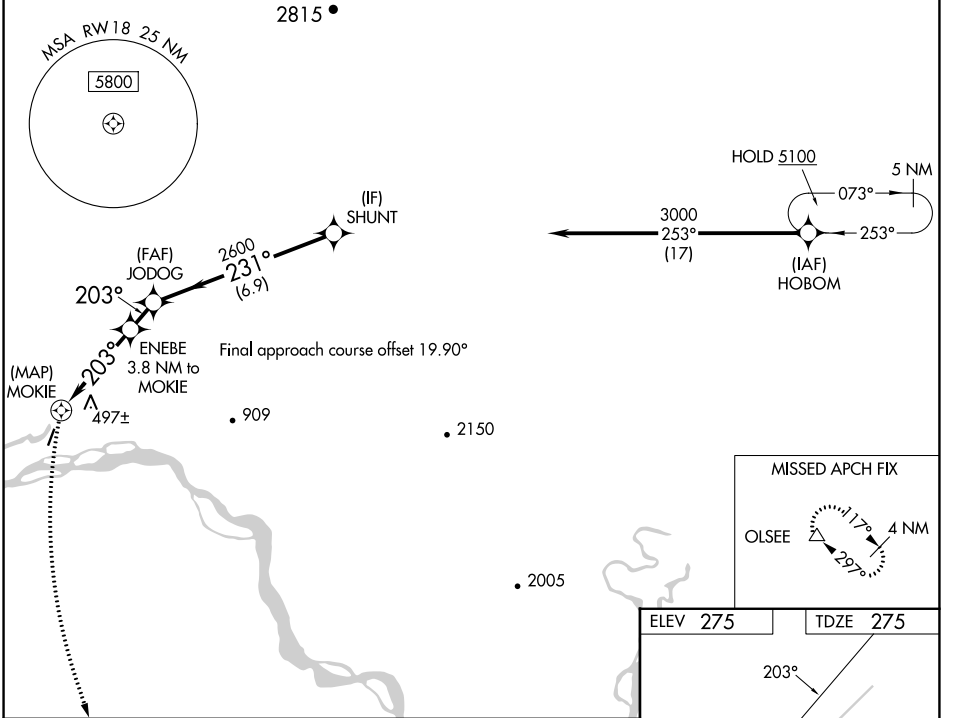 2815
MSA RW18 25 NM
5800
HOLD 5100
5 NM
073°
253°
3000
253°
(17)
(IAF)
HOBOM
(IF)
SHUNT
2600
231°
(6.9)
(FAF)
JODOG
203°
ENEBE
3.8 NM to
MOKIE
Final approach course offset 19.90°
203°
(MAP)
MOKIE
497±
909
2150
2005
MISSED APCH FIX
OLSEE
117°
4 NM
297°
ELEV 275
TDZE 275
203°